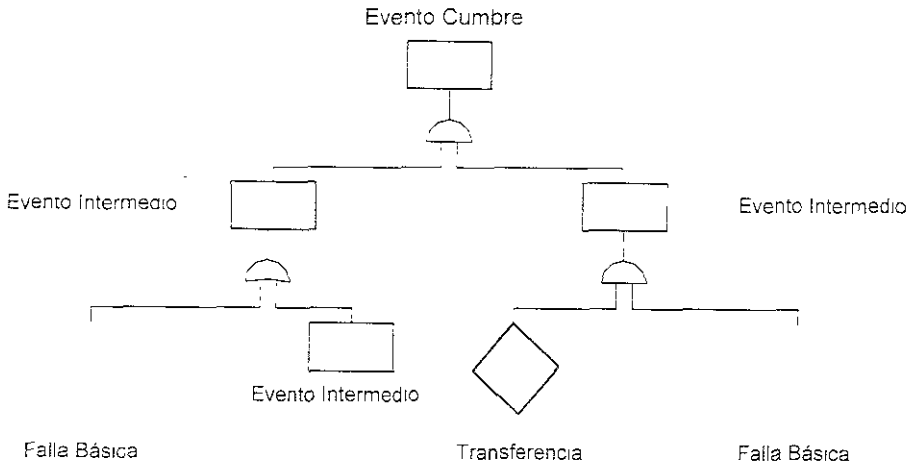 Evento Cumbre
Evento Intermedio
Evento Intermedio
Evento Intermedio
Falla Básica
Transferencia
Falla Básica